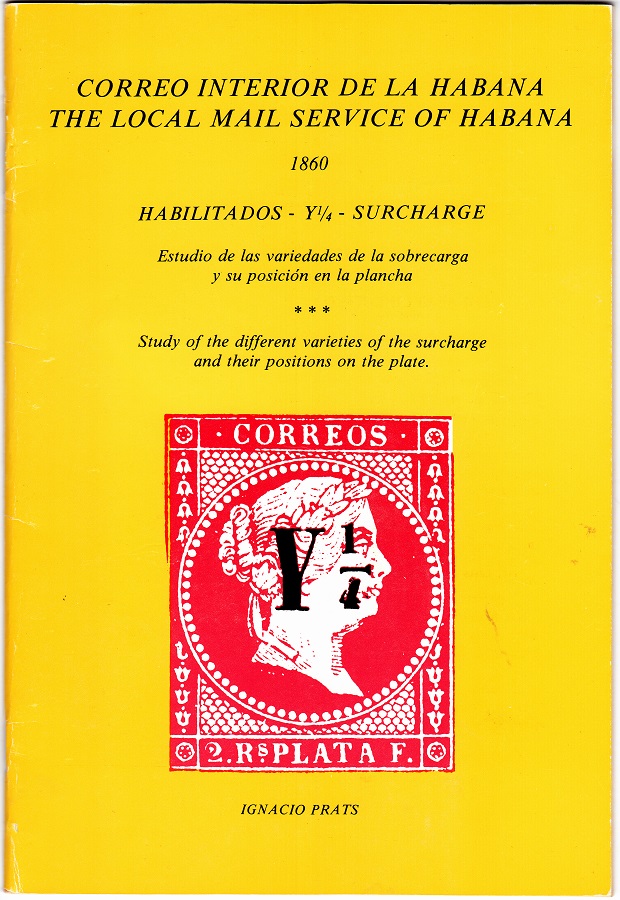 CORREO INTERIOR DE LA HABANA
THE LOCAL MAIL SERVICE OF HABANA
1860
HABILITADOS - Y¼ - SURCHARGE
Estudio de las variedades de la sobrecarga
y su posición en la plancha
* * *
Study of the different varieties of the surcharge
and their positions on the plate.
· CORREOS ·
Y ¼
2. Rs PLATA F.
IGNACIO PRATS